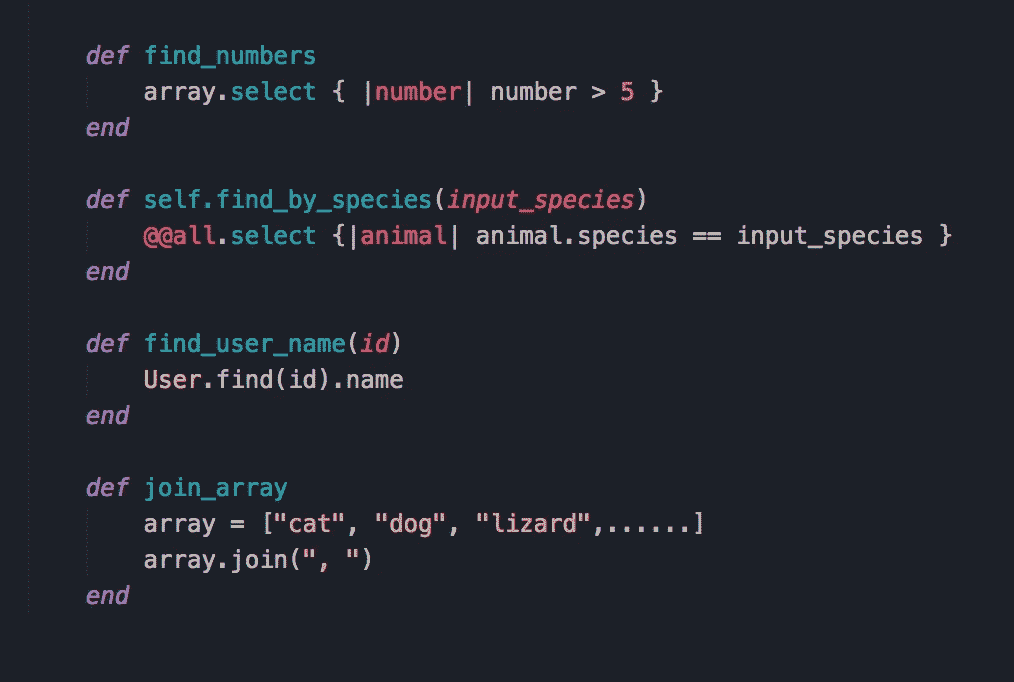 def find_numbers
    array.select { |number| number > 5 }
end

def self.find_by_species(input_species)
    @@all.select {|animal| animal.species == input_species }
end

def find_user_name(id)
    User.find(id).name
end

def join_array
    array = ["cat", "dog", "lizard",......]
    array.join(", ")
end